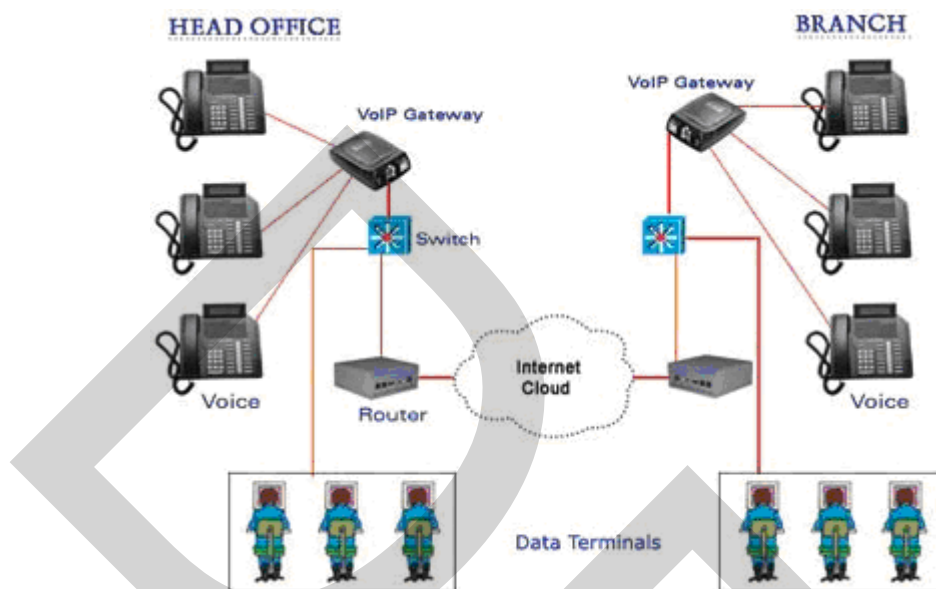 HEAD OFFICE
BRANCH
VoIP Gateway
VoIP Gateway
Switch
Internet
Cloud
Voice
Router
Voice
Data Terminals